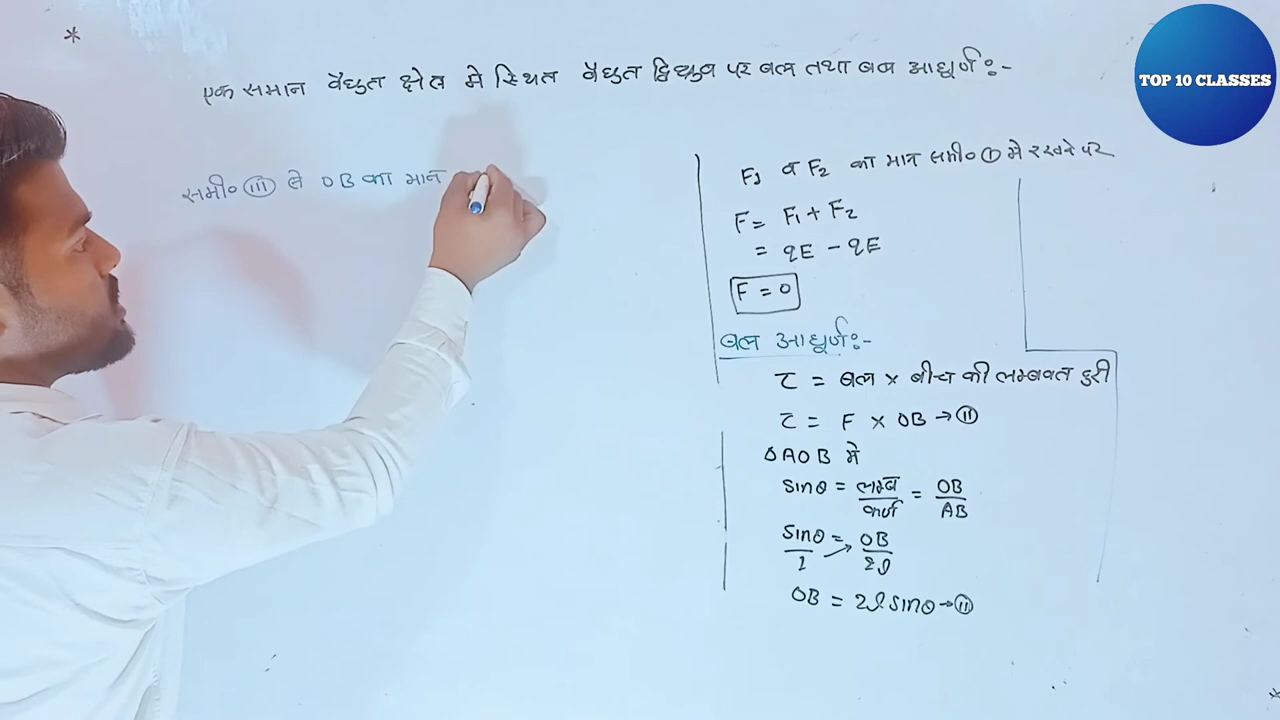 एक समान वैद्युत क्षेत्र मे स्थित वैद्युत द्विध्रुव पर बल तथा बल आघूर्ण :-
समी० (III) से OB का मान
F1 व F2 का मान समी० (1) मे रखने पर
F = F1 + F2
= qE - qE
F = 0
बल आघूर्ण :-
τ = बल × बीच की लम्बवत दुरी
τ = F × OB → (II)
Δ AOB मे
sinθ = लम्ब/कर्ण = OB/AB
sinθ/1 = OB/2l
OB = 2l sinθ → (II)
TOP 10 CLASSES